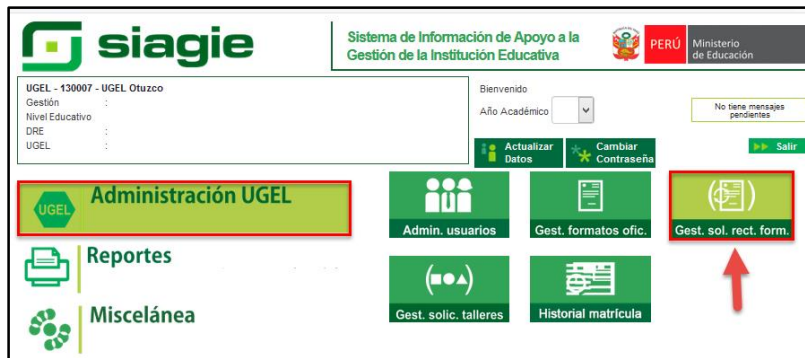 siagie
Sistema de Información de Apoyo a la
Gestión de la Institución Educativa
PERÚ
Ministerio
de Educación
UGEL - 130007 - UGEL Otuzco
Gestión :
Nivel Educativo
DRE :
UGEL :
Bienvenido
Año Académico
No tiene mensajes
pendientes
Actualizar
Datos
Cambiar
Contraseña
Salir
UGEL
Administración UGEL
Reportes
Miscelánea
Admin. usuarios
Gest. formatos ofic.
Gest. sol. rect. form.
Gest. solic. talleres
Historial matrícula